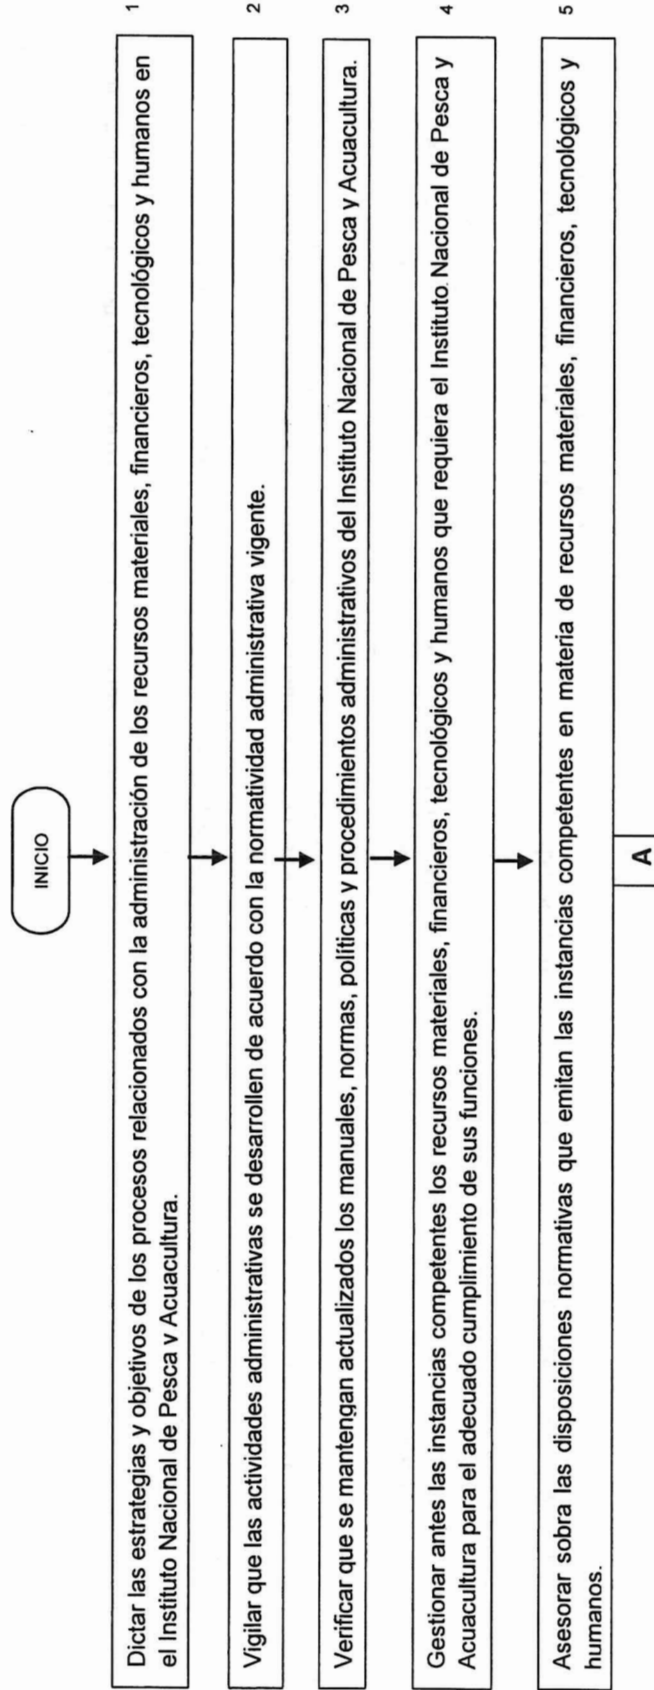 INICIO
Dictar las estrategias y objetivos de los procesos relacionados con la administración de los recursos materiales, financieros, tecnológicos y humanos en
el Instituto Nacional de Pesca v Acuacultura.
1
Vigilar que las actividades administrativas se desarrollen de acuerdo con la normatividad administrativa vigente.
2
Verificar que se mantengan actualizados los manuales, normas, políticas y procedimientos administrativos del Instituto Nacional de Pesca y Acuacultura.
3
Gestionar antes las instancias competentes los recursos materiales, financieros, tecnológicos y humanos que requiera el Instituto Nacional de Pesca y
Acuacultura para el adecuado cumplimiento de sus funciones.
4
Asesorar sobra las disposiciones normativas que emitan las instancias competentes en materia de recursos materiales, financieros, tecnológicos y
humanos.
5
A